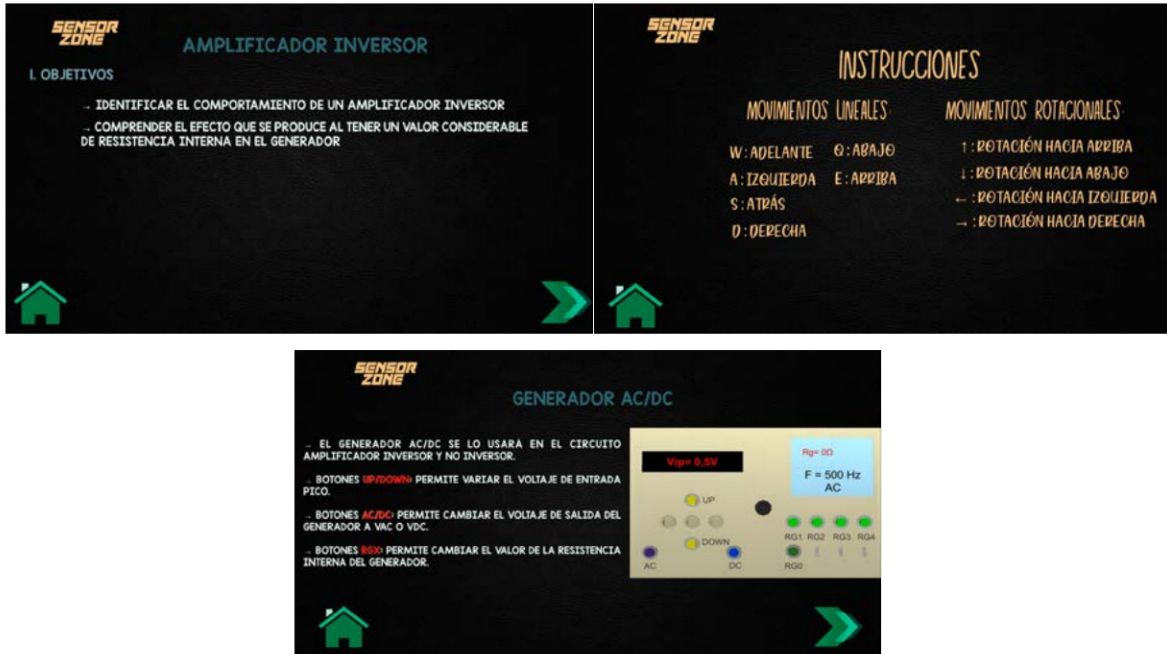 SENSOR
ZONE
AMPLIFICADOR INVERSOR
I. OBJETIVOS
→ IDENTIFICAR EL COMPORTAMIENTO DE UN AMPLIFICADOR INVERSOR
→ COMPRENDER EL EFECTO QUE SE PRODUCE AL TENER UN VALOR CONSIDERABLE
DE RESISTENCIA INTERNA EN EL GENERADOR
SENSOR
ZONE
INSTRUCCIONES
MOVIMIENTOS LINEALES:
W: ADELANTE
A: IZQUIERDA
S: ATRÁS
D: DERECHA
Q: ABAJO
E: ARRIBA
MOVIMIENTOS ROTACIONALES:
↑: ROTACIÓN HACIA ARRIBA
↓: ROTACIÓN HACIA ABAJO
←: ROTACIÓN HACIA IZQUIERDA
→: ROTACIÓN HACIA DERECHA
SENSOR
ZONE
GENERADOR AC/DC
→ EL GENERADOR AC/DC SE LO USARÁ EN EL CIRCUITO
AMPLIFICADOR INVERSOR Y NO INVERSOR.
→ BOTONES UP/DOWN: PERMITE VARIAR EL VOLTAJE DE ENTRADA
PICO.
→ BOTONES AC/DC: PERMITE CAMBIAR EL VOLTAJE DE SALIDA DEL
GENERADOR A VAC O VDC.
→ BOTONES RGX: PERMITE CAMBIAR EL VALOR DE LA RESISTENCIA
INTERNA DEL GENERADOR.
Vip= 0,5V
Rg= 0Ω
F = 500 Hz
AC
UP
DOWN
AC
DC
RG1 RG2 RG3 RG4
RG0